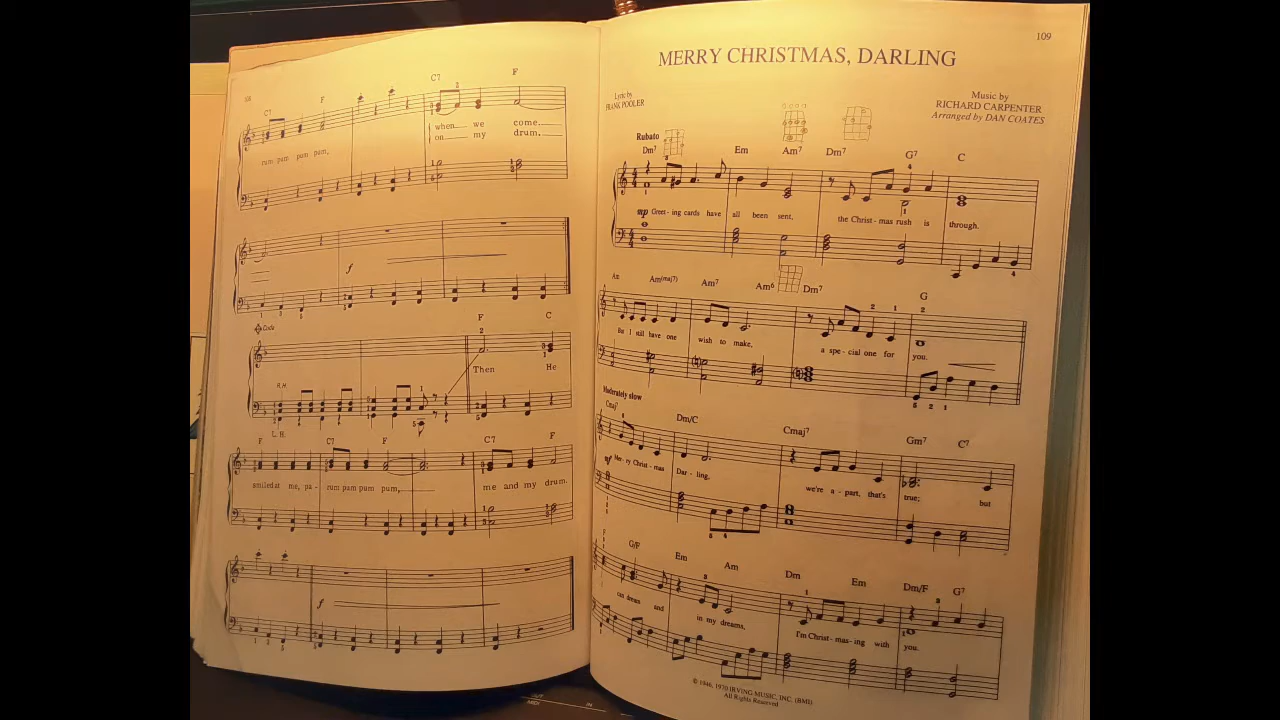 108
C7 F C7 F
rum pum pum pum,
when we come.
on my drum.
Coda
F C
R.H.
Then He
L.H.
F C7 F C7 F
smiled at me, pa - rum pum pum pum, me and my drum.
109
MERRY CHRISTMAS, DARLING
Lyric by
FRANK POOLER
Music by
RICHARD CARPENTER
Arranged by DAN COATES
Rubato
Dm7 Em Am7 Dm7 G7 C
mp Greet - ing cards have all been sent, the Christ - mas rush is through.
Am Am(maj7) Am7 Am6 Dm7 G
But I still have one wish to make, a spe - cial one for you.
Moderately slow
Cmaj7 Dm/C Cmaj7 Gm7 C7
mf Mer - ry Christ - mas Dar - ling, we're a - part, that's true; but
F G/F Em Am Dm Em Dm/F G7
can dream and in my dreams, I'm Christ - mas - ing with you.
© 1946, 1970 IRVING MUSIC, INC. (BMI)
All Rights Reserved